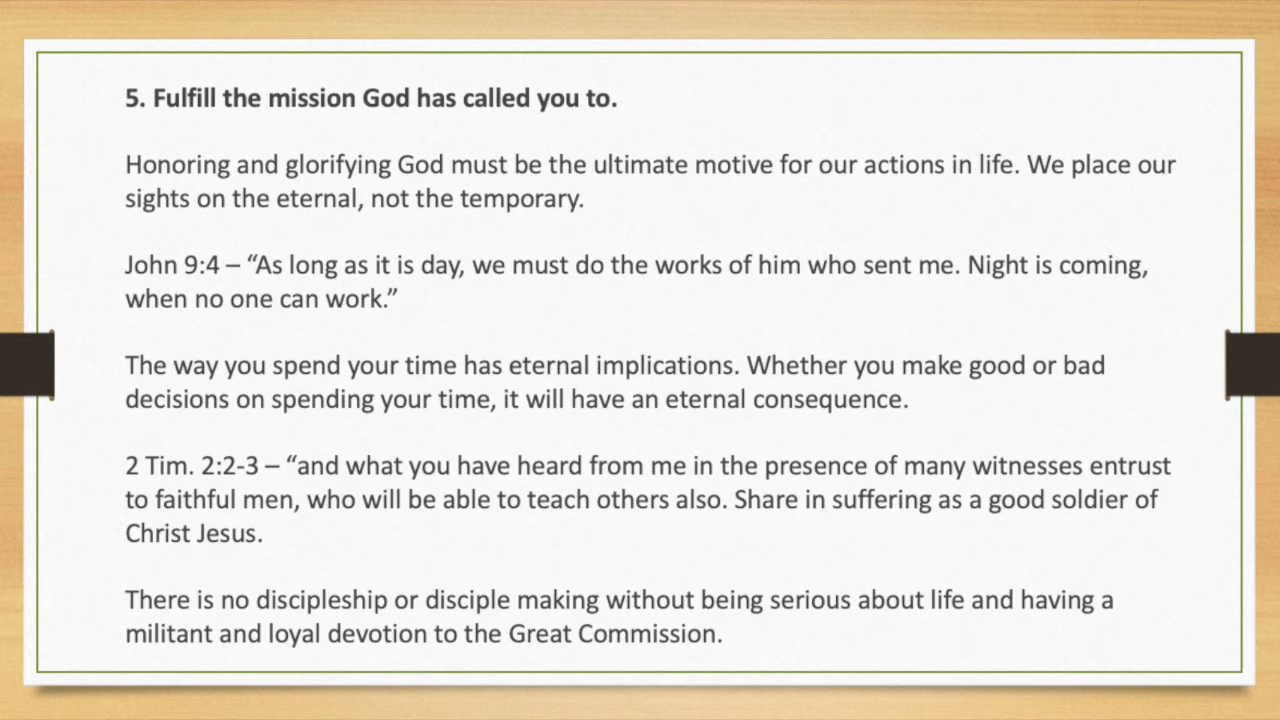 5. Fulfill the mission God has called you to.
Honoring and glorifying God must be the ultimate motive for our actions in life. We place our
sights on the eternal, not the temporary.
John 9:4 – “As long as it is day, we must do the works of him who sent me. Night is coming,
when no one can work.”
The way you spend your time has eternal implications. Whether you make good or bad
decisions on spending your time, it will have an eternal consequence.
2 Tim. 2:2-3 – “and what you have heard from me in the presence of many witnesses entrust
to faithful men, who will be able to teach others also. Share in suffering as a good soldier of
Christ Jesus.
There is no discipleship or disciple making without being serious about life and having a
militant and loyal devotion to the Great Commission.